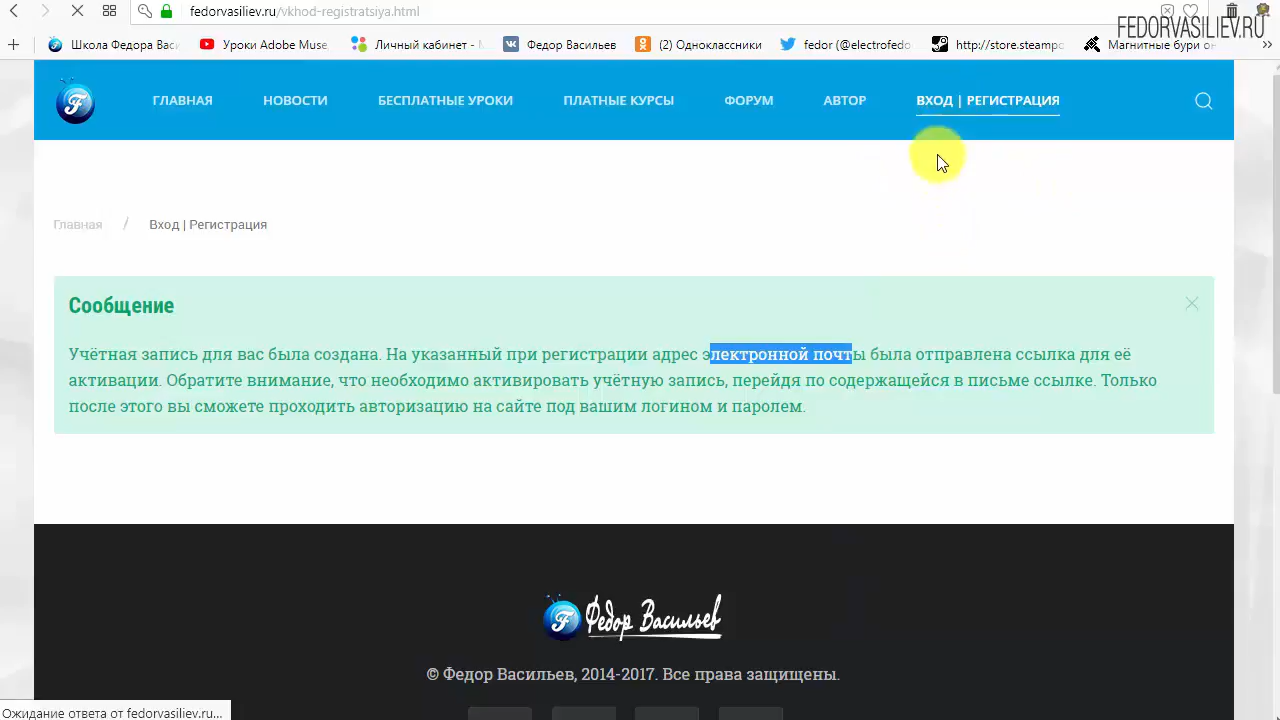 fedorvasiliev.ru/vkhod-registratsiya.html
FEDORVASILIEV.RU
Школа Федора Васи
Уроки Adobe Muse,
Личный кабинет - М
Федор Васильев
(2) Одноклассники
fedor (@electrofedo
http://store.steampo
Магнитные бури он
»
ГЛАВНАЯ
НОВОСТИ
БЕСПЛАТНЫЕ УРОКИ
ПЛАТНЫЕ КУРСЫ
ФОРУМ
АВТОР
ВХОД | РЕГИСТРАЦИЯ
Главная / Вход | Регистрация
Сообщение
Учётная запись для вас была создана. На указанный при регистрации адрес электронной почты была отправлена ссылка для её
активации. Обратите внимание, что необходимо активировать учётную запись, перейдя по содержащейся в письме ссылке. Только
после этого вы сможете проходить авторизацию на сайте под вашим логином и паролем.
Федор Васильев
© Федор Васильев, 2014-2017. Все права защищены.
Ожидание ответа от fedorvasiliev.ru...